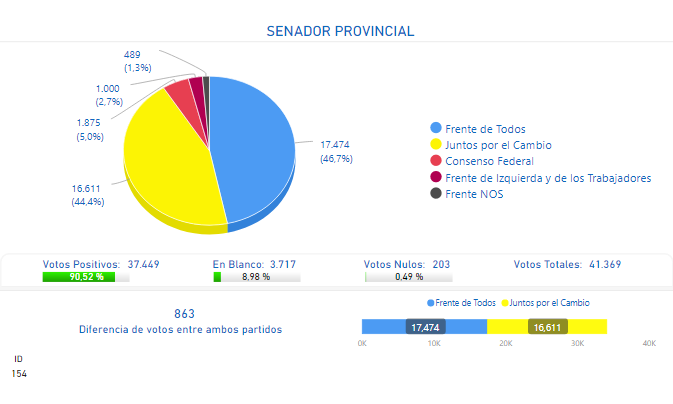 SENADOR PROVINCIAL
489
(1.3%)
1.000
(2,7%)
1.875
(5,0%)
16.611
(44,4%)
17.474
(46,7%)
Frente de Todos
Juntos por el Cambio
Consenso Federal
Frente de Izquierda y de los Trabajadores
Frente NOS
Votos Positivos: 37.449
90,52 %
En Blanco: 3.717
8,98 %
Votos Nulos: 203
0,49 %
Votos Totales: 41.369
863
Diferencia de votos entre ambos partidos
Frente de Todos Juntos por el Cambio
17,474 16,611
0K 10K 20K 30K 40K
ID
154